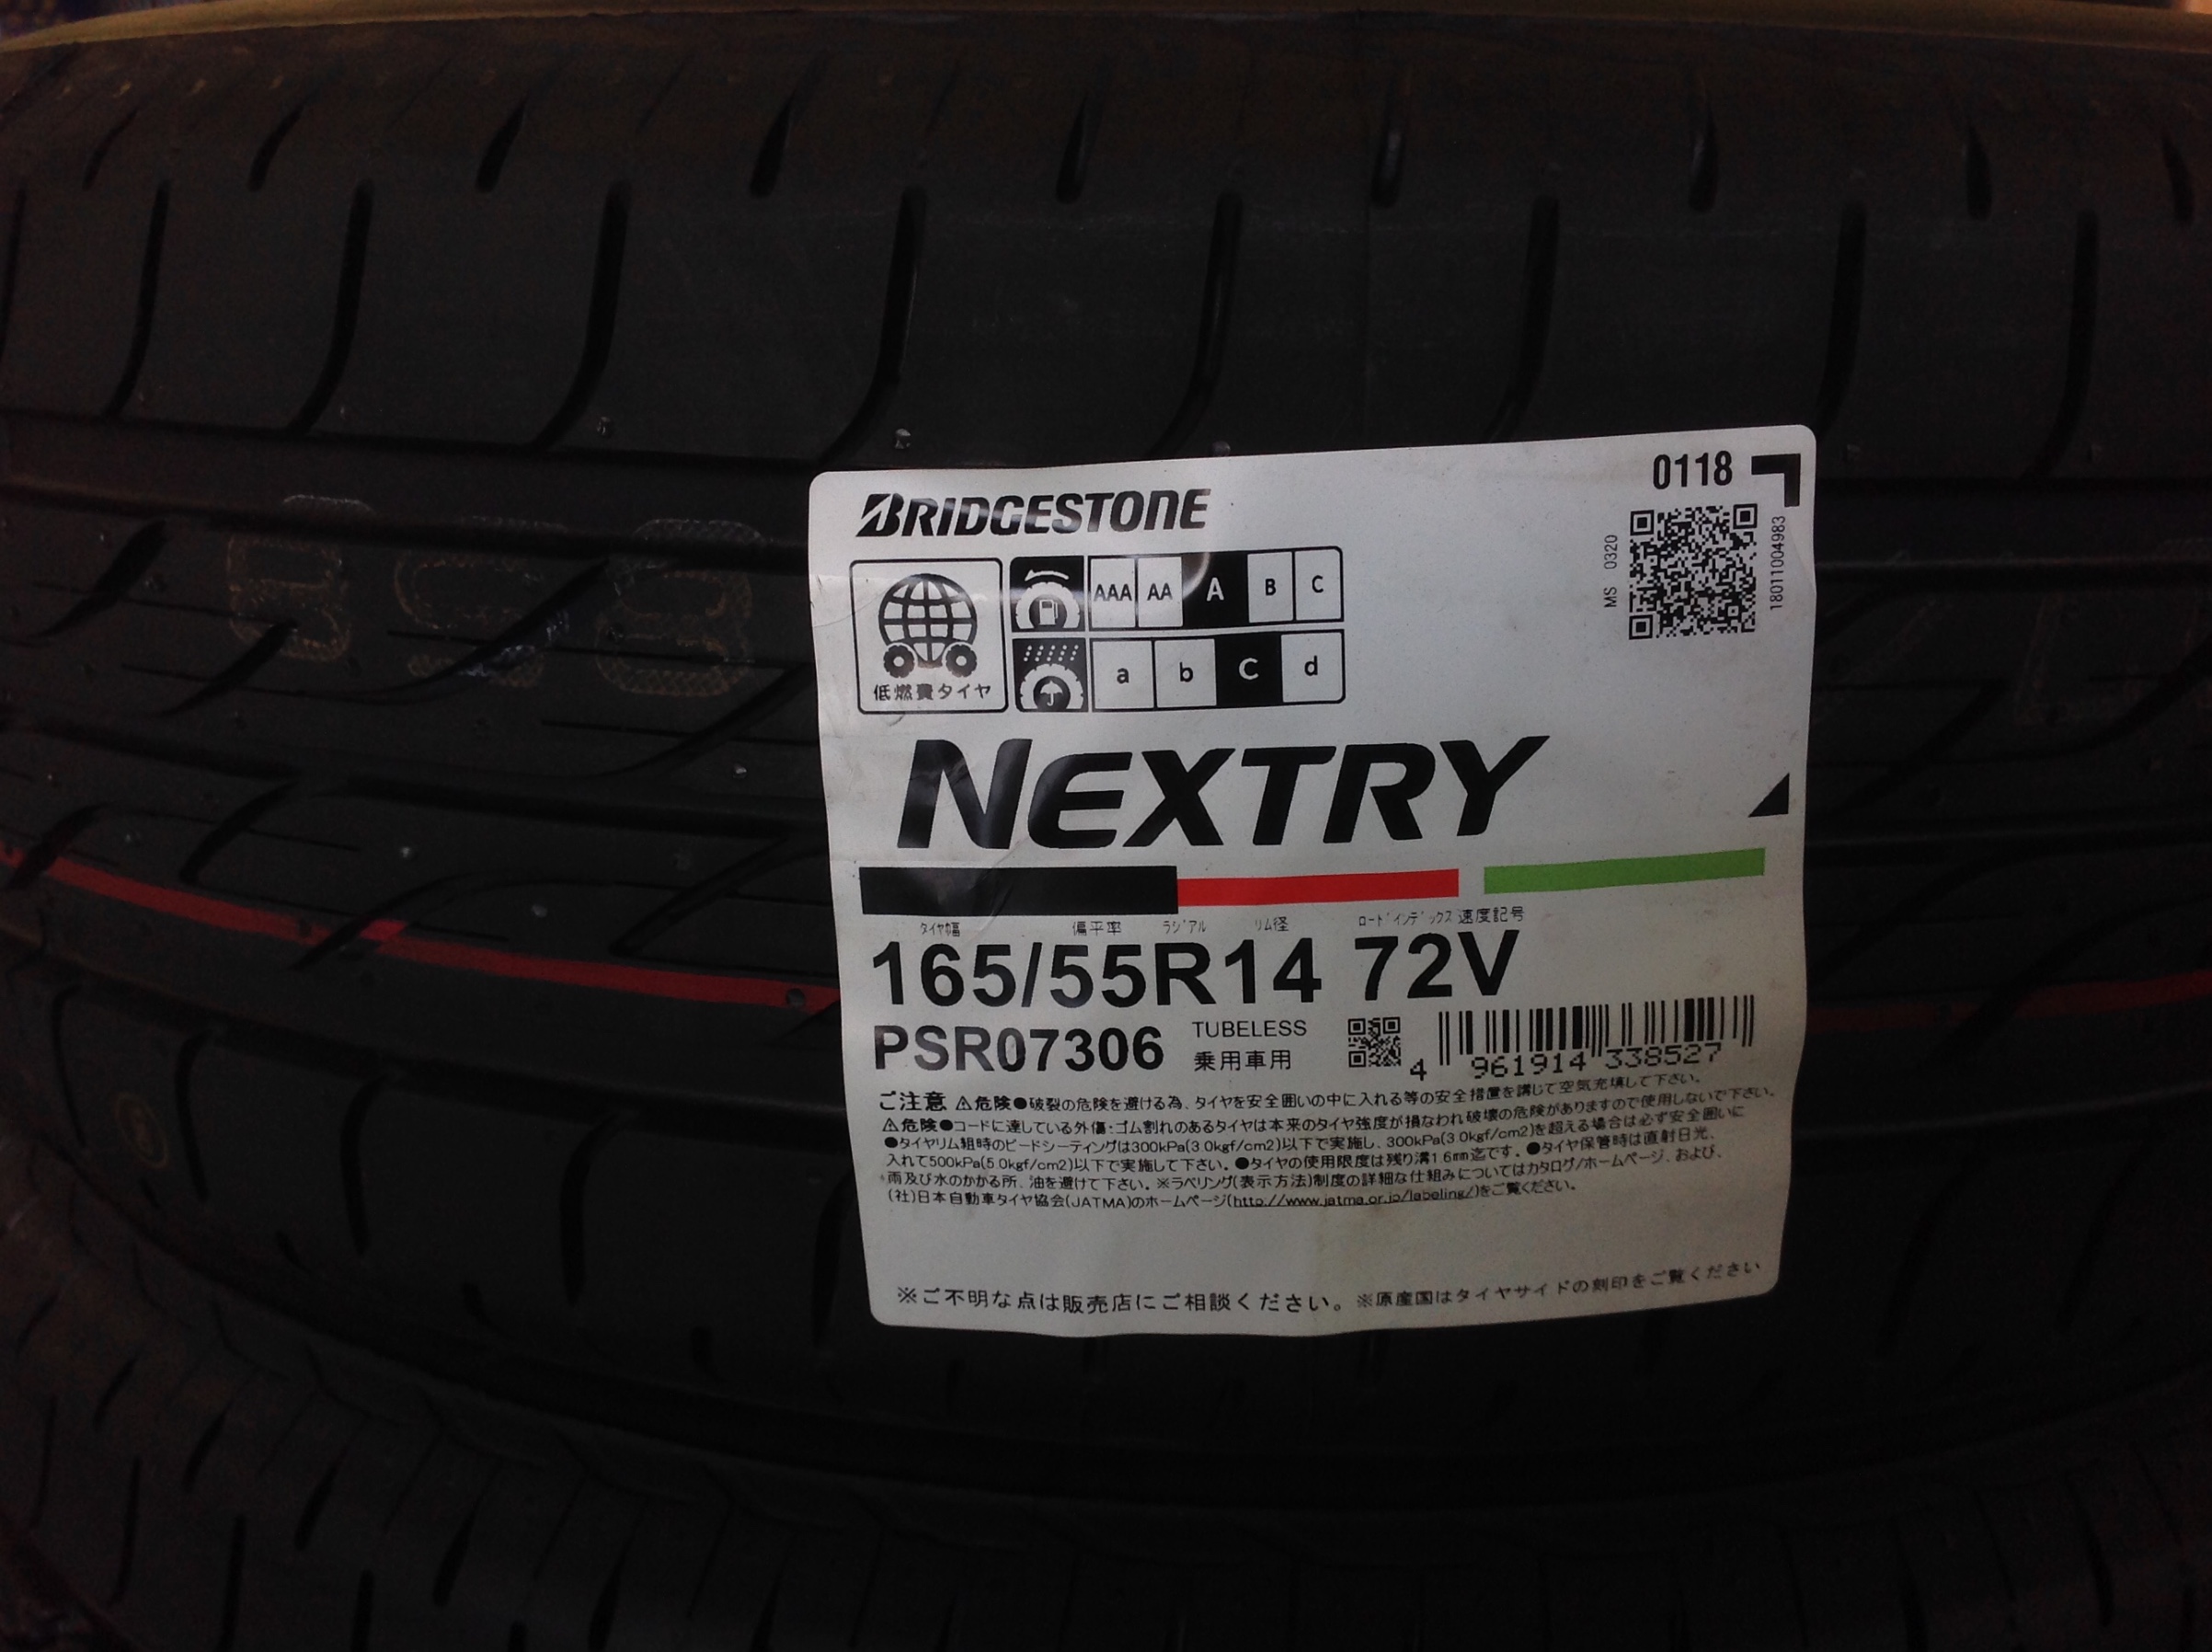 BRIDGESTONE
0118
MS 0320
180110 4983
低燃費タイヤ
AAA AA A B C
a b c d
NEXTRY
タイヤ幅 偏平率 ラジアル リム径 ロードインデックス 速度記号
165/55R14 72V
PSR07306 TUBELESS
乗用車用
4 961914 338527
ご注意 ⚠危険●破裂の危険を避ける為、タイヤを安全囲いの中に入れる等の安全措置を講じて空気充填して下さい。
⚠危険●コードに達している外傷・ゴム割れのあるタイヤは本来のタイヤ強度が損なわれ破壊の危険がありますので使用しないで下さい。
●タイヤリム組時のビードシーティングは300kPa(3.0kgf/cm2)以下で実施し、300kPa(3.0kgf/cm2)を超える場合は必ず安全囲いに
入れて500kPa(5.0kgf/cm2)以下で実施して下さい。●タイヤの使用限度は残り溝1.6mm迄です。●タイヤ保管時は直射日光、
雨及び水のかかる所、油を避けて下さい。※ラベリング(表示方法)制度の詳細な仕組みについてはカタログ/ホームページ、および、
(社)日本自動車タイヤ協会(JATMA)のホームページ(http://www.jatma.or.jp/labeling/)をご覧ください。
※ご不明な点は販売店にご相談ください。※原産国はタイヤサイドの刻印をご覧ください